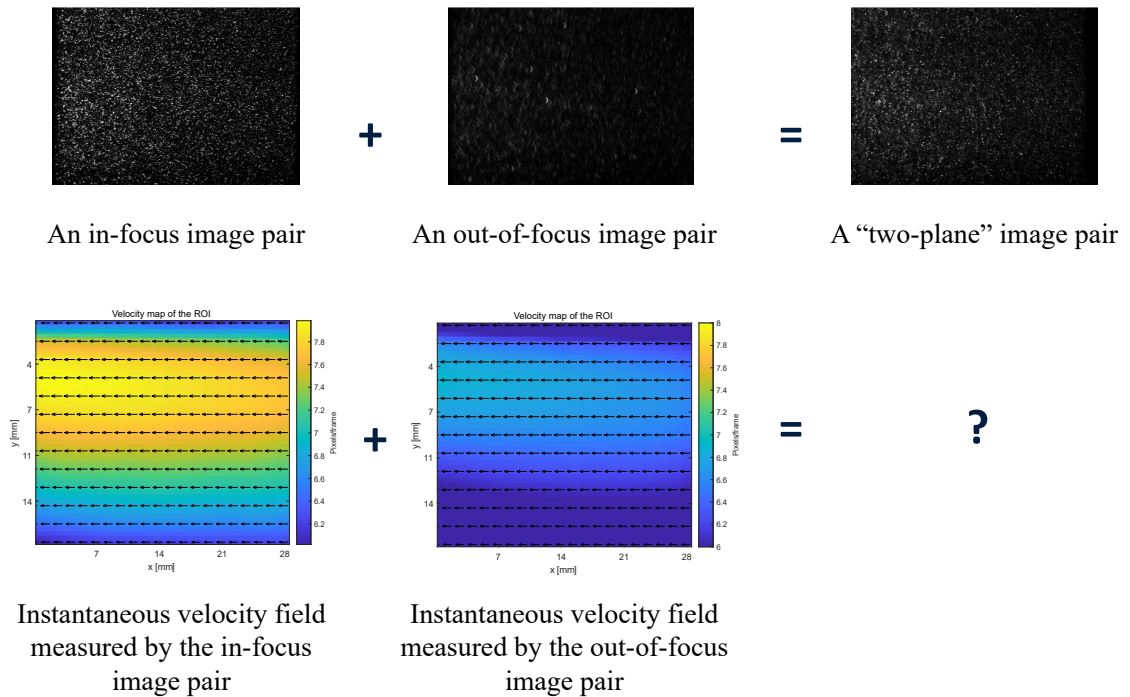 +
=
An in-focus image pair
An out-of-focus image pair
A “two-plane” image pair
Velocity map of the ROI
4
7
11
14
y [mm]
7
14
21
28
x [mm]
7.8
7.6
7.4
7.2
7
6.8
6.6
6.4
6.2
Pixels/frame
+
Velocity map of the ROI
4
7
11
14
y [mm]
7
14
21
28
x [mm]
8
7.8
7.6
7.4
7.2
7
6.8
6.6
6.4
6.2
6
Pixels/frame
=
?
Instantaneous velocity field
measured by the in-focus
image pair
Instantaneous velocity field
measured by the out-of-focus
image pair